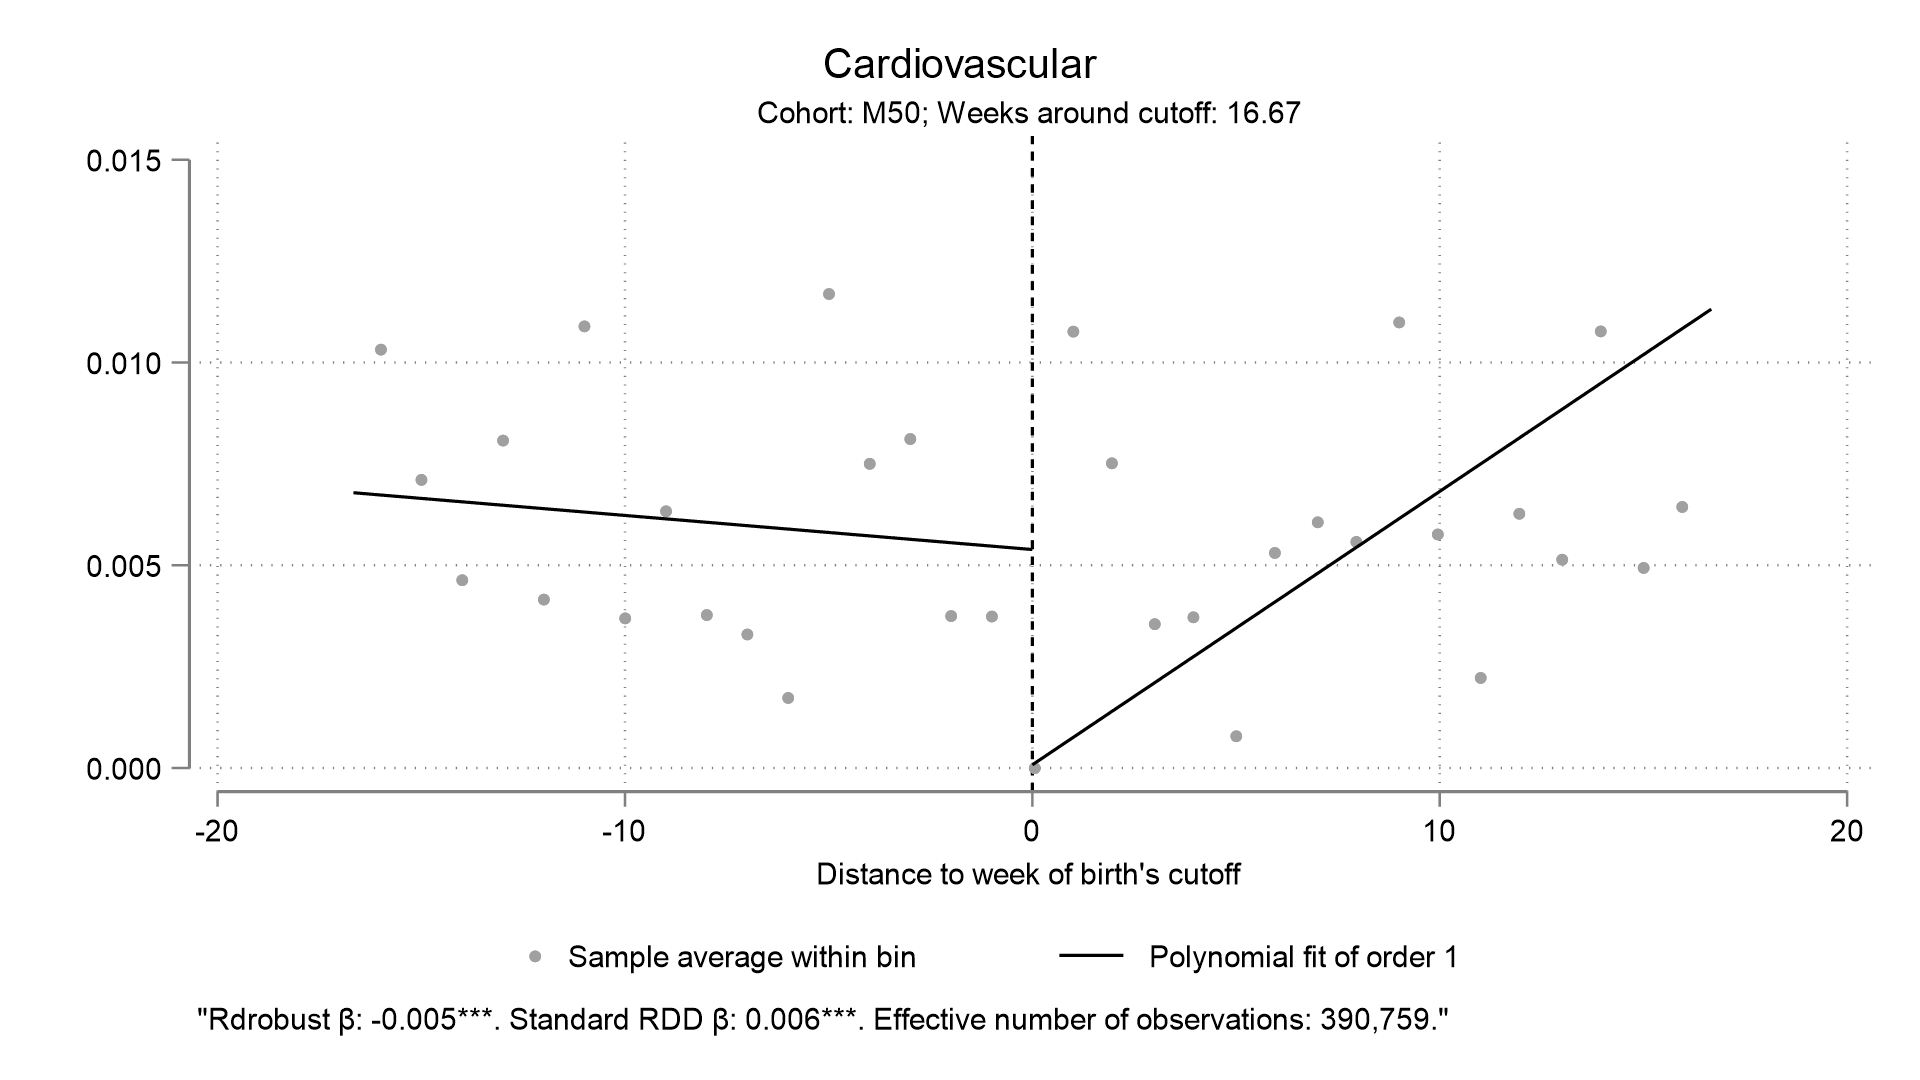 Cardiovascular
Cohort: M50; Weeks around cutoff: 16.67
0.015
0.010
0.005
0.000
-20 -10 0 10 20
Distance to week of birth's cutoff
Sample average within bin Polynomial fit of order 1
"Rdrobust β: -0.005***. Standard RDD β: 0.006***. Effective number of observations: 390,759."